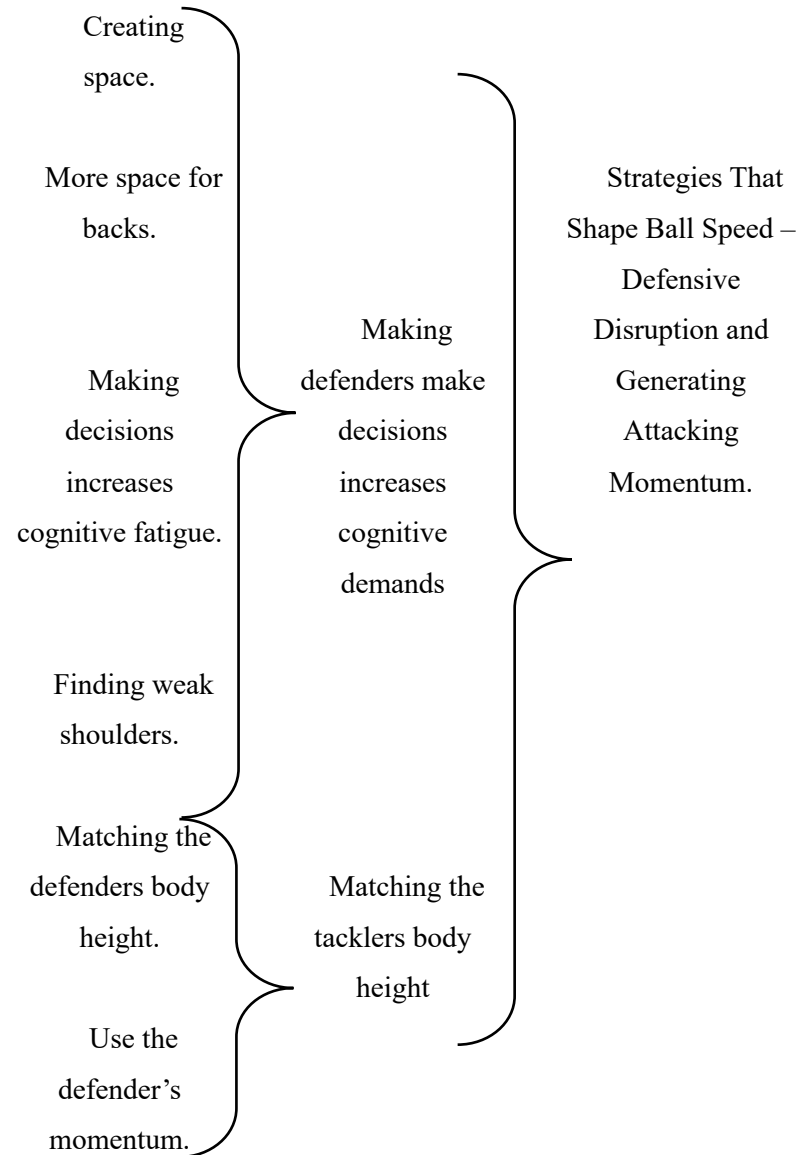 Creating
space.
More space for
backs.
Making
decisions
increases
cognitive fatigue.
Finding weak
shoulders.
Matching the
defenders body
height.
Use the
defender’s
momentum.
Making
defenders make
decisions
increases
cognitive
demands
Matching the
tacklers body
height
Strategies That
Shape Ball Speed –
Defensive
Disruption and
Generating
Attacking
Momentum.